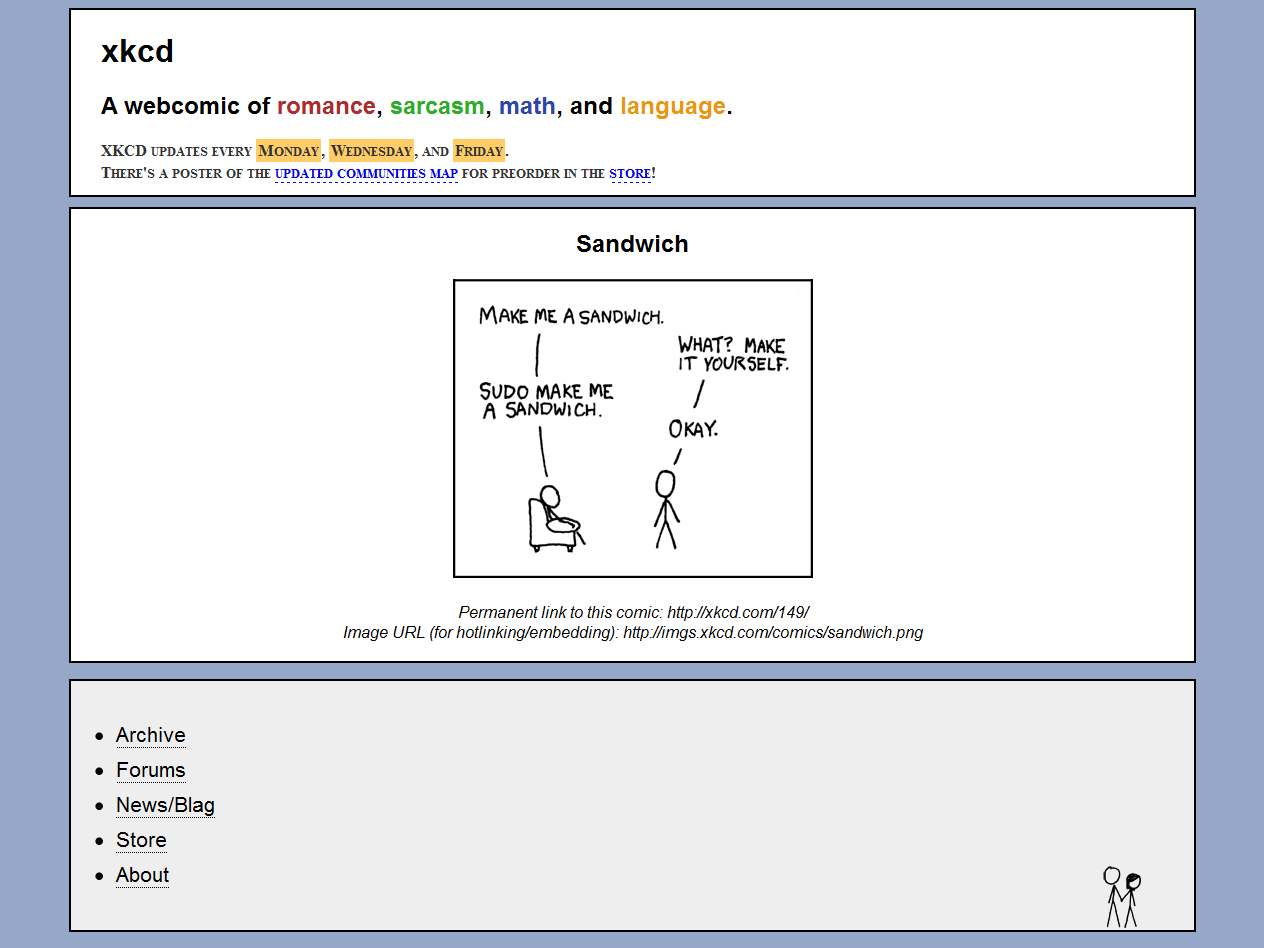 xkcd
A webcomic of romance, sarcasm, math, and language.
XKCD updates every Monday, Wednesday, and Friday.
There's a poster of the updated communities map for preorder in the store!
Sandwich
MAKE ME A SANDWICH.
WHAT? MAKE
IT YOURSELF.
SUDO MAKE ME
A SANDWICH.
OKAY.
Permanent link to this comic: http://xkcd.com/149/
Image URL (for hotlinking/embedding): http://imgs.xkcd.com/comics/sandwich.png
Archive
Forums
News/Blag
Store
About